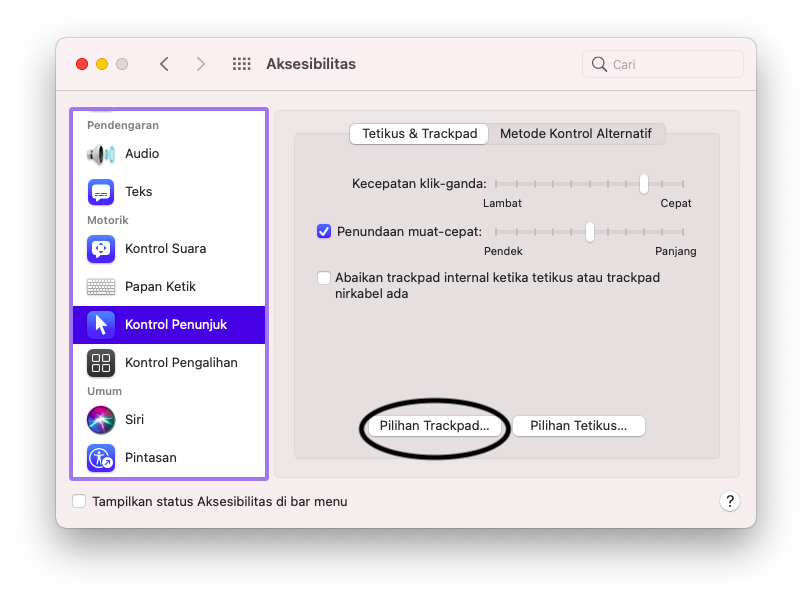 Aksesibilitas
Cari
Pendengaran
Audio
Teks
Motorik
Kontrol Suara
Papan Ketik
Kontrol Penunjuk
Kontrol Pengalihan
Umum
Siri
Pintasan
Tetikus & Trackpad
Metode Kontrol Alternatif
Kecepatan klik-ganda:
Lambat
Cepat
Penundaan muat-cepat:
Pendek
Panjang
Abaikan trackpad internal ketika tetikus atau trackpad
nirkabel ada
Pilihan Trackpad...
Pilihan Tetikus...
Tampilkan status Aksesibilitas di bar menu
?